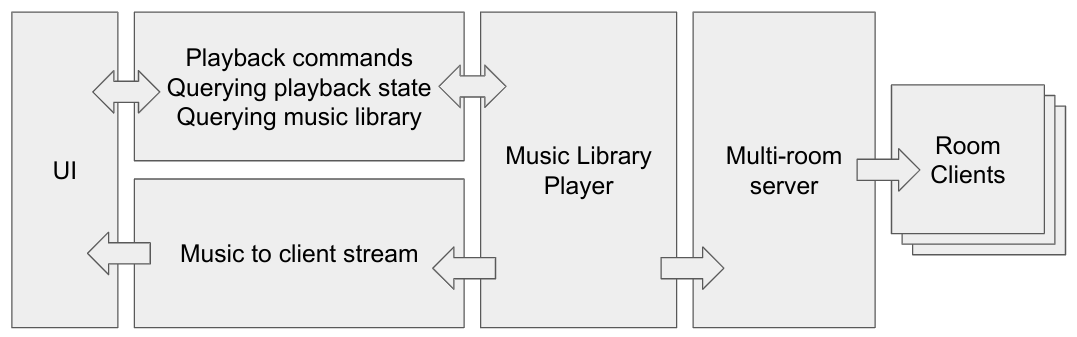 UI
Playback commands
Querying playback state
Querying music library
Music to client stream
Music Library
Player
Multi-room
server
Room
Clients